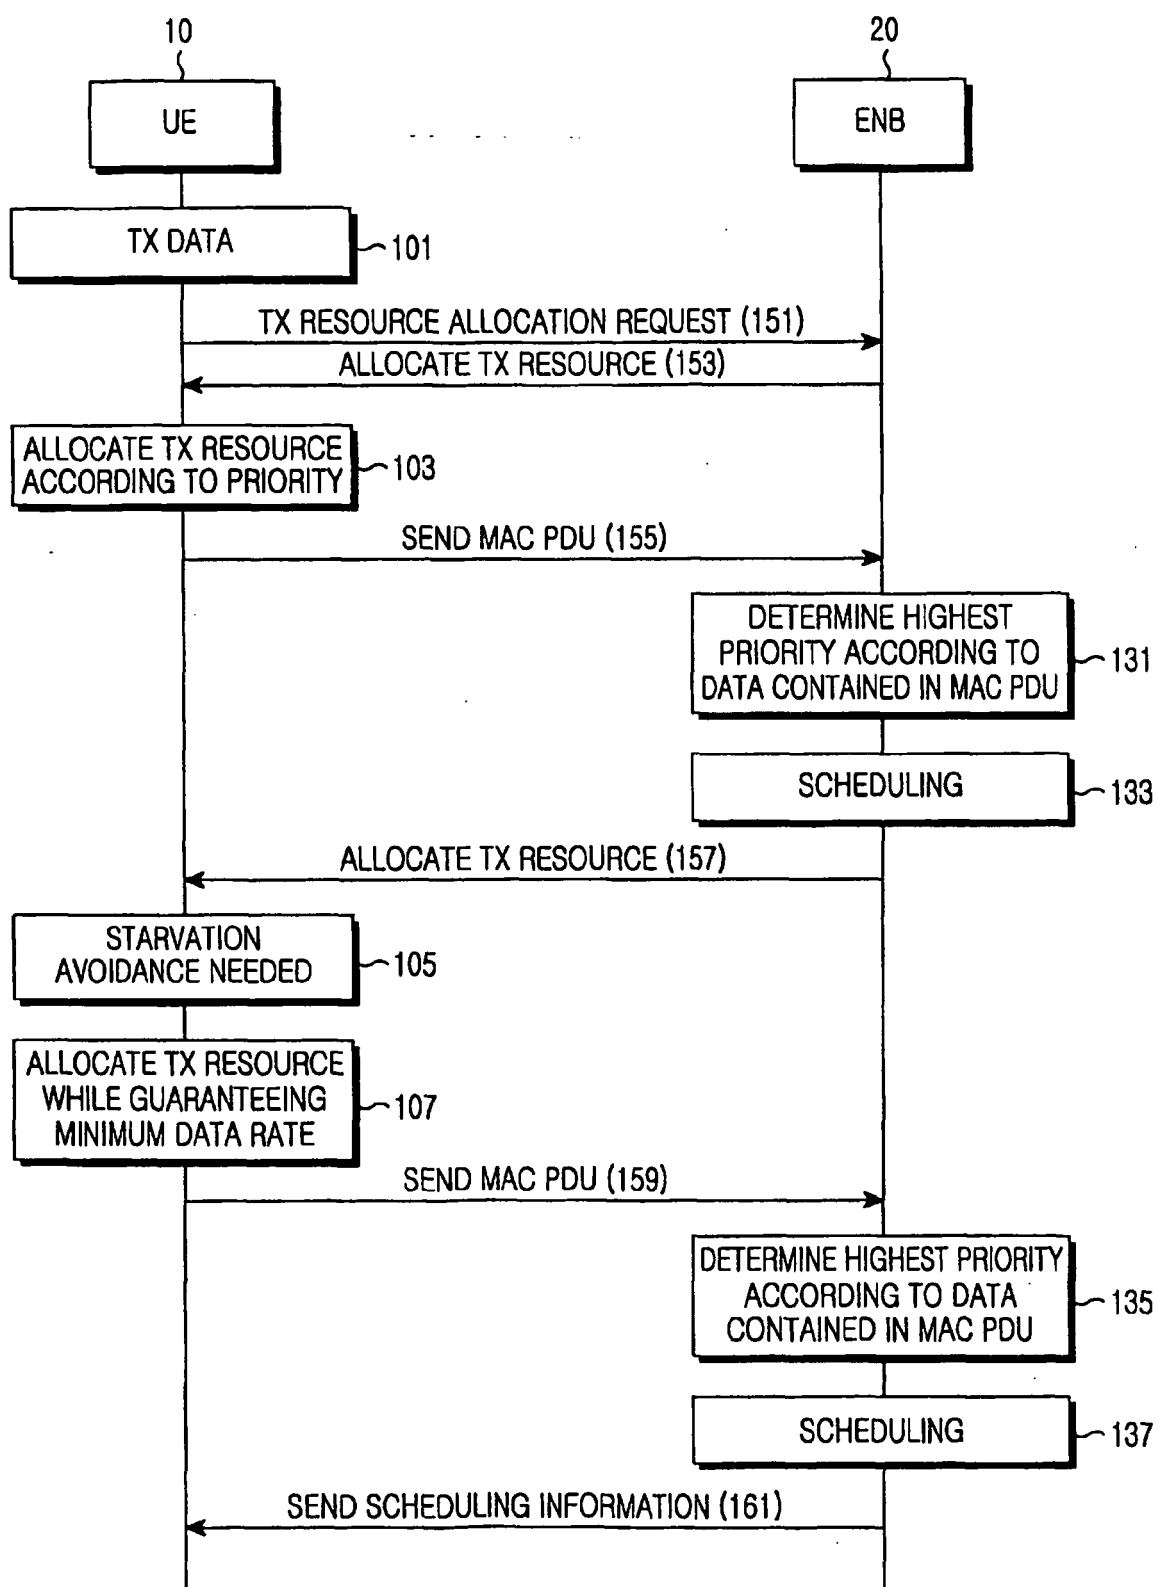 10
20
UE
ENB
TX DATA
101
TX RESOURCE ALLOCATION REQUEST (151)
ALLOCATE TX RESOURCE (153)
ALLOCATE TX RESOURCE
ACCORDING TO PRIORITY
103
SEND MAC PDU (155)
DETERMINE HIGHEST
PRIORITY ACCORDING TO
DATA CONTAINED IN MAC PDU
131
SCHEDULING
133
ALLOCATE TX RESOURCE (157)
STARVATION
AVOIDANCE NEEDED
105
ALLOCATE TX RESOURCE
WHILE GUARANTEEING
MINIMUM DATA RATE
107
SEND MAC PDU (159)
DETERMINE HIGHEST PRIORITY
ACCORDING TO DATA
CONTAINED IN MAC PDU
135
SCHEDULING
137
SEND SCHEDULING INFORMATION (161)